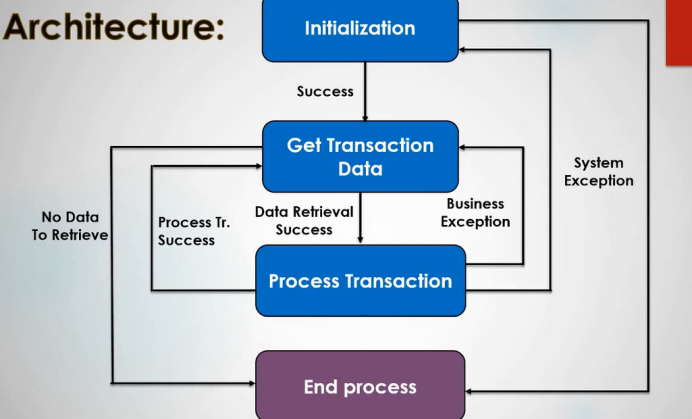 Architecture:
Initialization
Success
Get Transaction
Data
System
Exception
No Data
To Retrieve
Process Tr.
Success
Data Retrieval
Success
Business
Exception
Process Transaction
End process